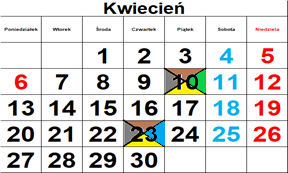 Kwiecień
Poniedziałek Wtorek Środa Czwartek Piątek Sobota Niedziela
1 2 3 4 5
6 7 8 9 10 11 12
13 14 15 16 17 18 19
20 21 22 23 24 25 26
27 28 29 30